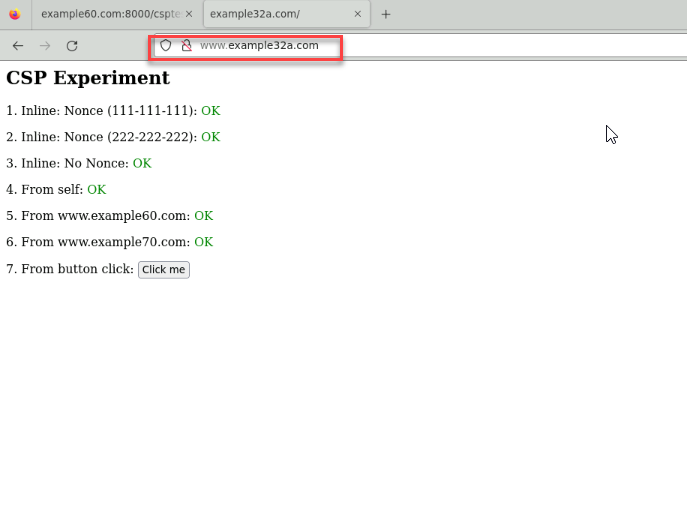 example60.com:8000/cspte
example32a.com/
www.example32a.com
CSP Experiment
1. Inline: Nonce (111-111-111): OK
2. Inline: Nonce (222-222-222): OK
3. Inline: No Nonce: OK
4. From self: OK
5. From www.example60.com: OK
6. From www.example70.com: OK
7. From button click: Click me